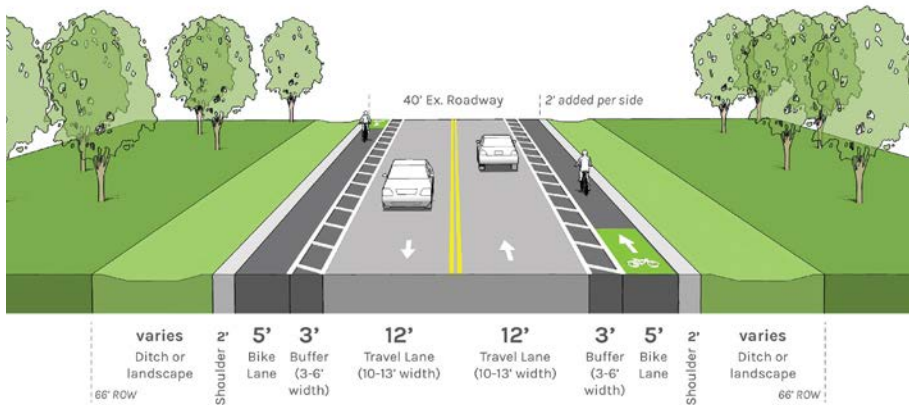 40' Ex. Roadway
2' added per side
varies
Ditch or
landscape
66' ROW
2'
Shoulder
5'
Bike
Lane
3'
Buffer
(3-6'
width)
12'
Travel Lane
(10-13' width)
12'
Travel Lane
(10-13' width)
3'
Buffer
(3-6'
width)
5'
Bike
Lane
2'
Shoulder
varies
Ditch or
landscape
66' ROW